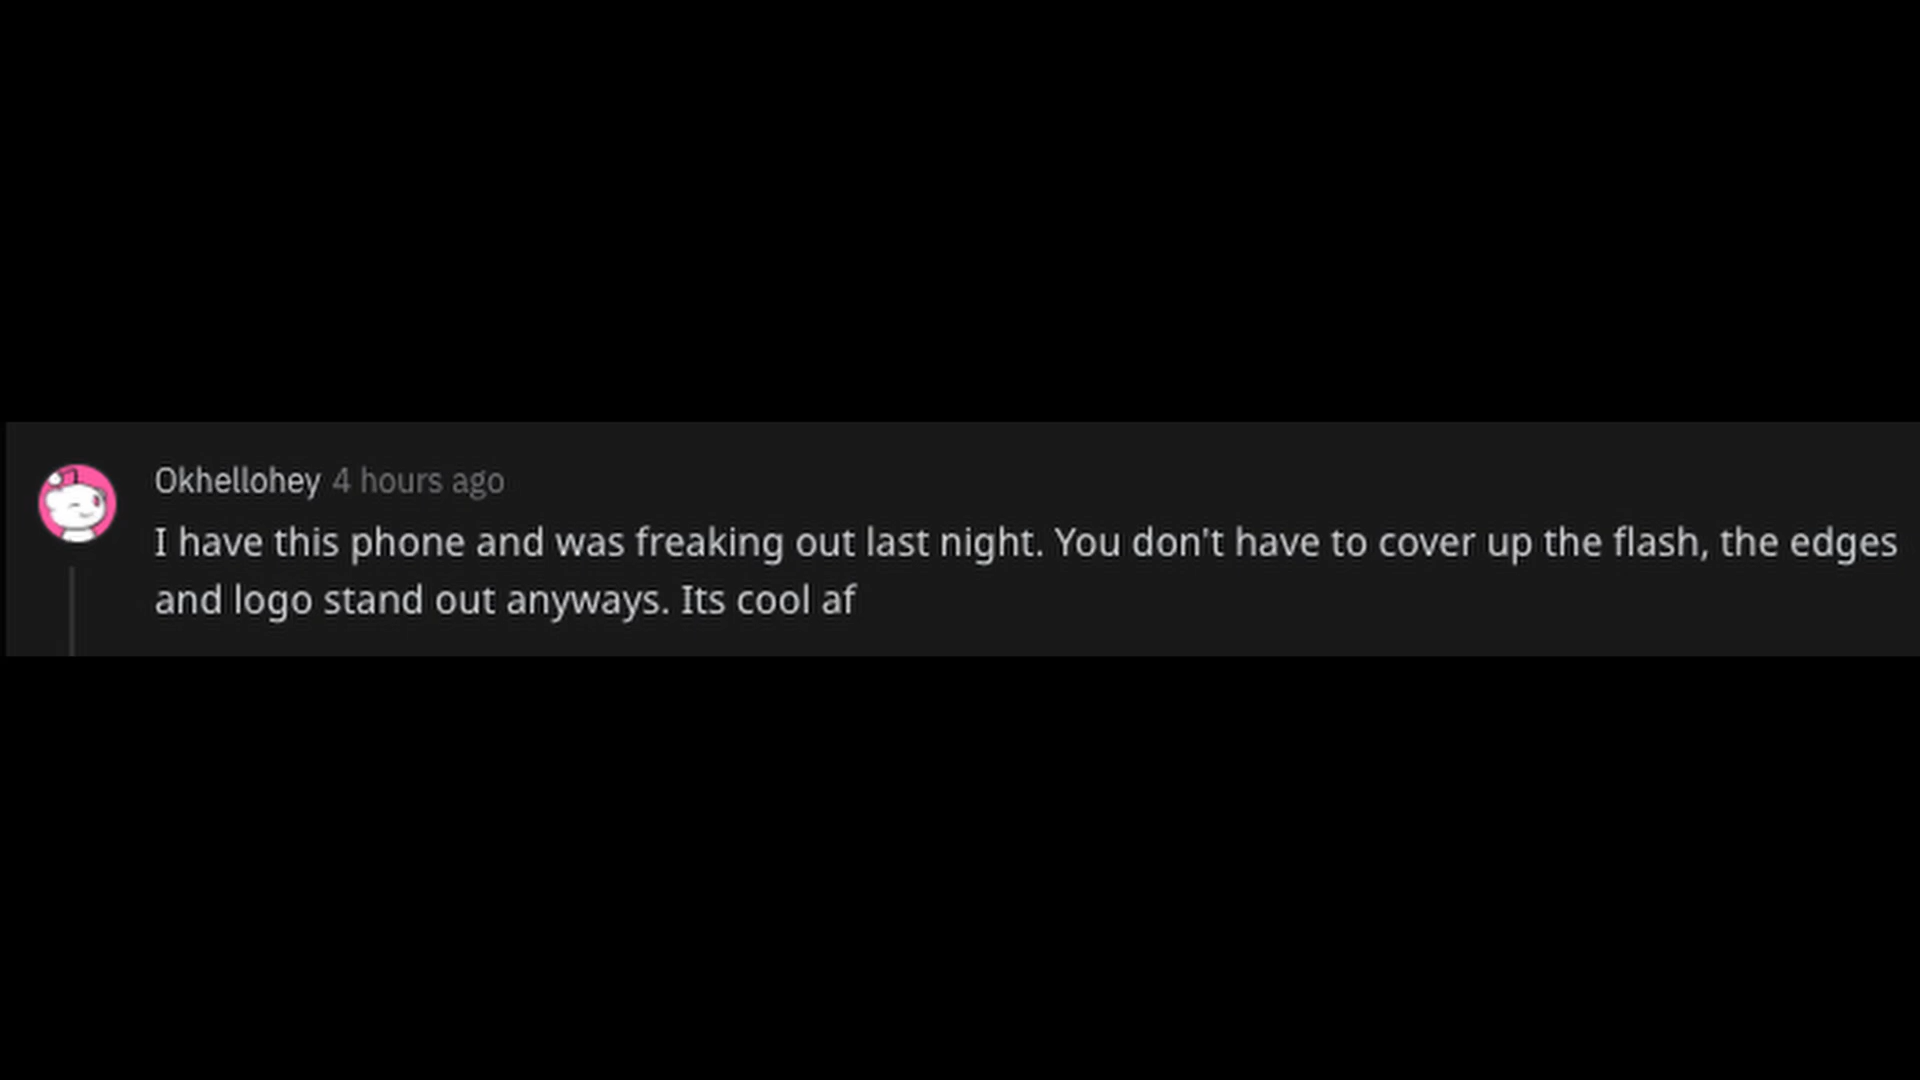 Okhellohey 4 hours ago
I have this phone and was freaking out last night. You don't have to cover up the flash, the edges
and logo stand out anyways. Its cool af